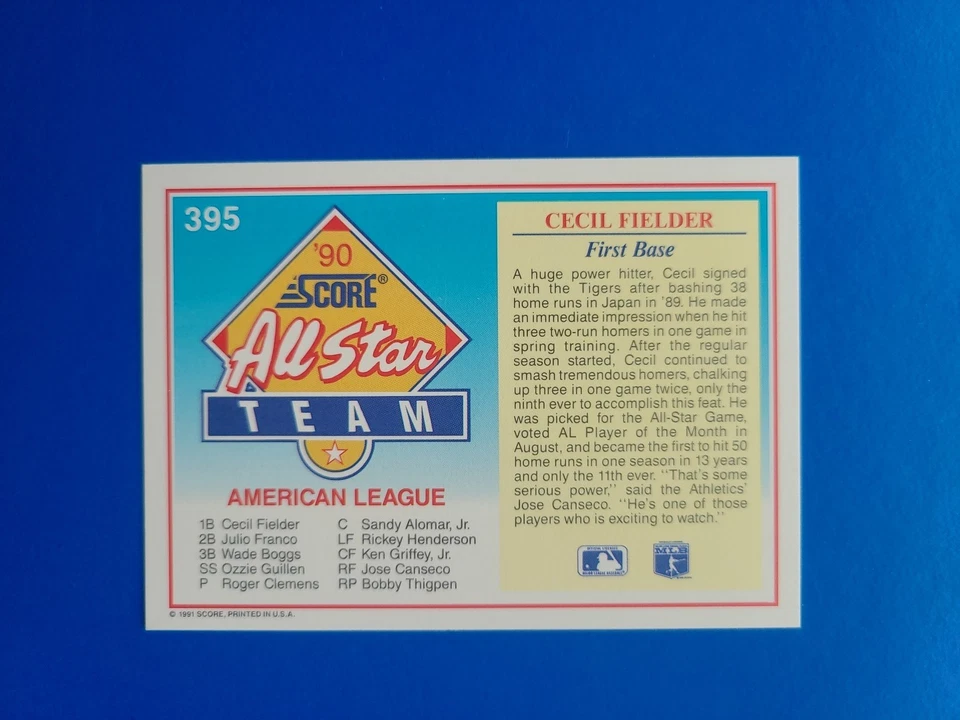 395
'90
SCORE®
All Star
TEAM
AMERICAN LEAGUE
1B Cecil Fielder
2B Julio Franco
3B Wade Boggs
SS Ozzie Guillen
P Roger Clemens
C Sandy Alomar, Jr.
LF Rickey Henderson
CF Ken Griffey, Jr.
RF Jose Canseco
RP Bobby Thigpen
CECIL FIELDER
First Base
A huge power hitter, Cecil signed
with the Tigers after bashing 38
home runs in Japan in '89. He made
an immediate impression when he hit
three two-run homers in one game in
spring training. After the regular
season started, Cecil continued to
smash tremendous homers, chalking
up three in one game twice, only the
ninth ever to accomplish this feat. He
was picked for the All-Star Game,
voted AL Player of the Month in
August, and became the first to hit 50
home runs in one season in 13 years
and only the 11th ever. "That's some
serious power," said the Athletics'
Jose Canseco. "He's one of those
players who is exciting to watch."
MLB
© 1991 SCORE, PRINTED IN U.S.A.